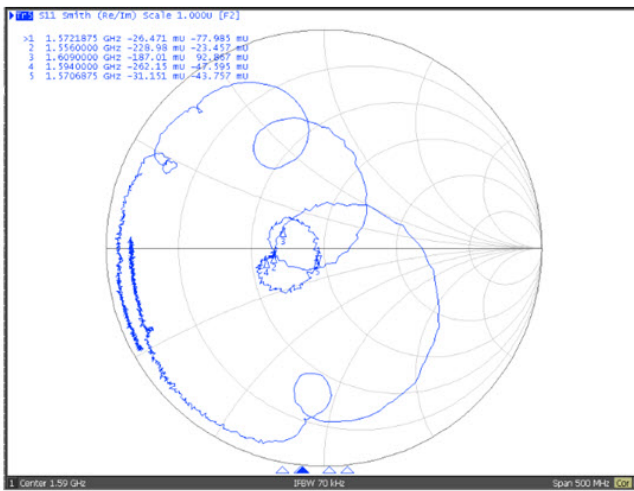 Tr5 S11 Smith (Re/Im) Scale 1.000U [F2]
>1 1.5721875 GHz -26.471 mU -77.985 mU
2 1.5560000 GHz -228.98 mU -23.457 mU
3 1.6090000 GHz -187.01 mU 92.867 mU
4 1.5940000 GHz -262.15 mU -47.595 mU
5 1.5706875 GHz -31.151 mU -43.757 mU
1 Center 1.59 GHz IFBW 70 kHz Span 500 MHz Cor